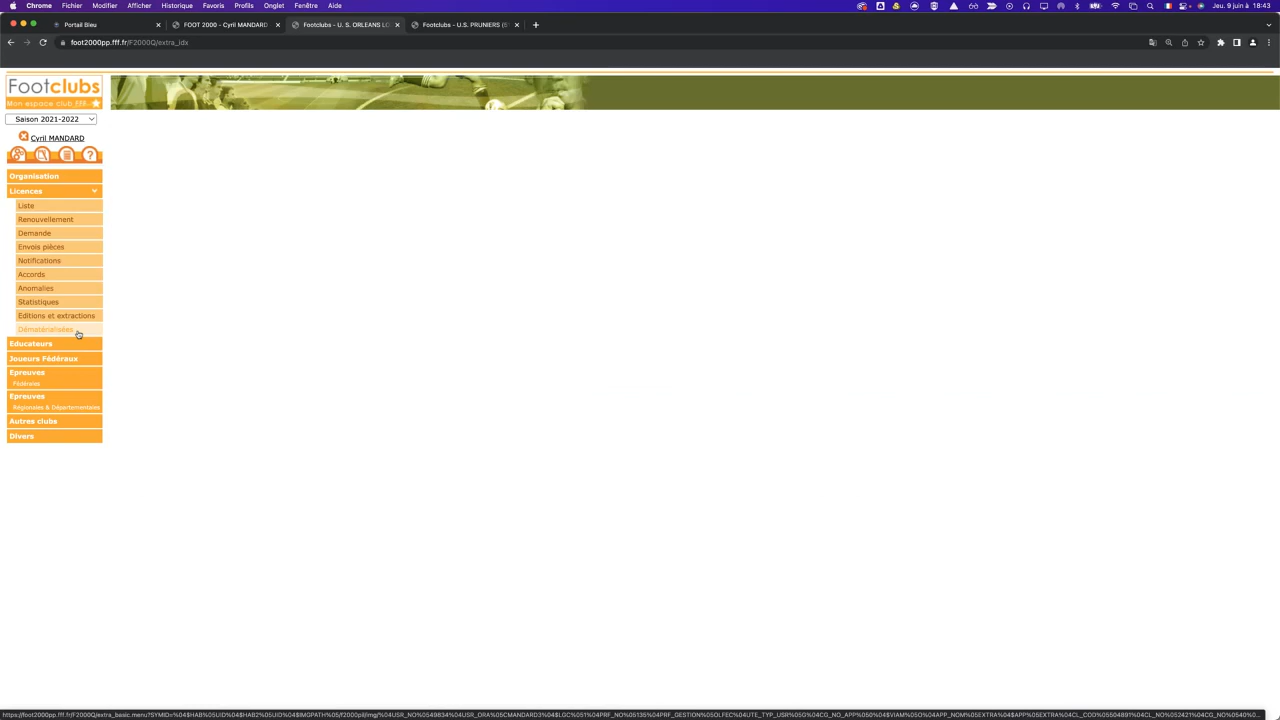 Chrome Fichier Modifier Afficher Historique Favoris Profils Onglet Fenêtre Aide Jeu. 9 juin à 18:43
Portail Bleu FOOT 2000 - Cyril MANDARD Footclubs - U. S. ORLEANS LO Footclubs - U.S. PRUNIERS (5
foot2000pp.fff.fr/F2000Q/extra_idx
Footclubs
Mon espace club FFF
Saison 2021-2022
Cyril MANDARD
?
Organisation
Licences
Liste
Renouvellement
Demande
Envois pièces
Notifications
Accords
Anomalies
Statistiques
Editions et extractions
Dématérialisées
Educateurs
Joueurs Fédéraux
Epreuves
Fédérales
Epreuves
Régionales & Départementales
Autres clubs
Divers